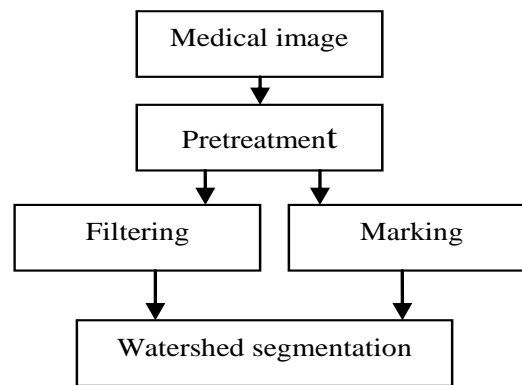 Medical image
Pretreatment
Filtering
Marking
Watershed segmentation